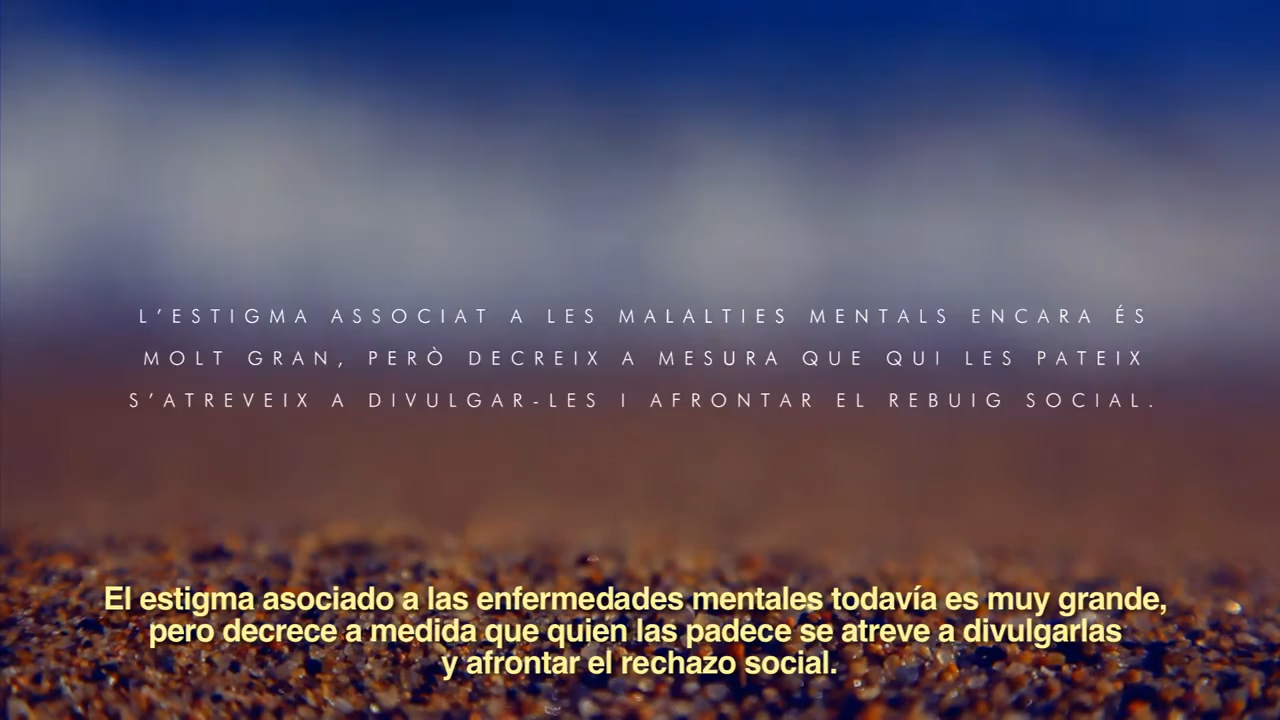 L'ESTIGMA ASSOCIAT A LES MALALTIES MENTALS ENCARA ÉS
MOLT GRAN, PERÒ DECREIX A MESURA QUE QUI LES PATEIX
S'ATREVEIX A DIVULGAR-LES I AFRONTAR EL REBUIG SOCIAL.
El estigma asociado a las enfermedades mentales todavía es muy grande,
pero decrece a medida que quien las padece se atreve a divulgarlas
y afrontar el rechazo social.